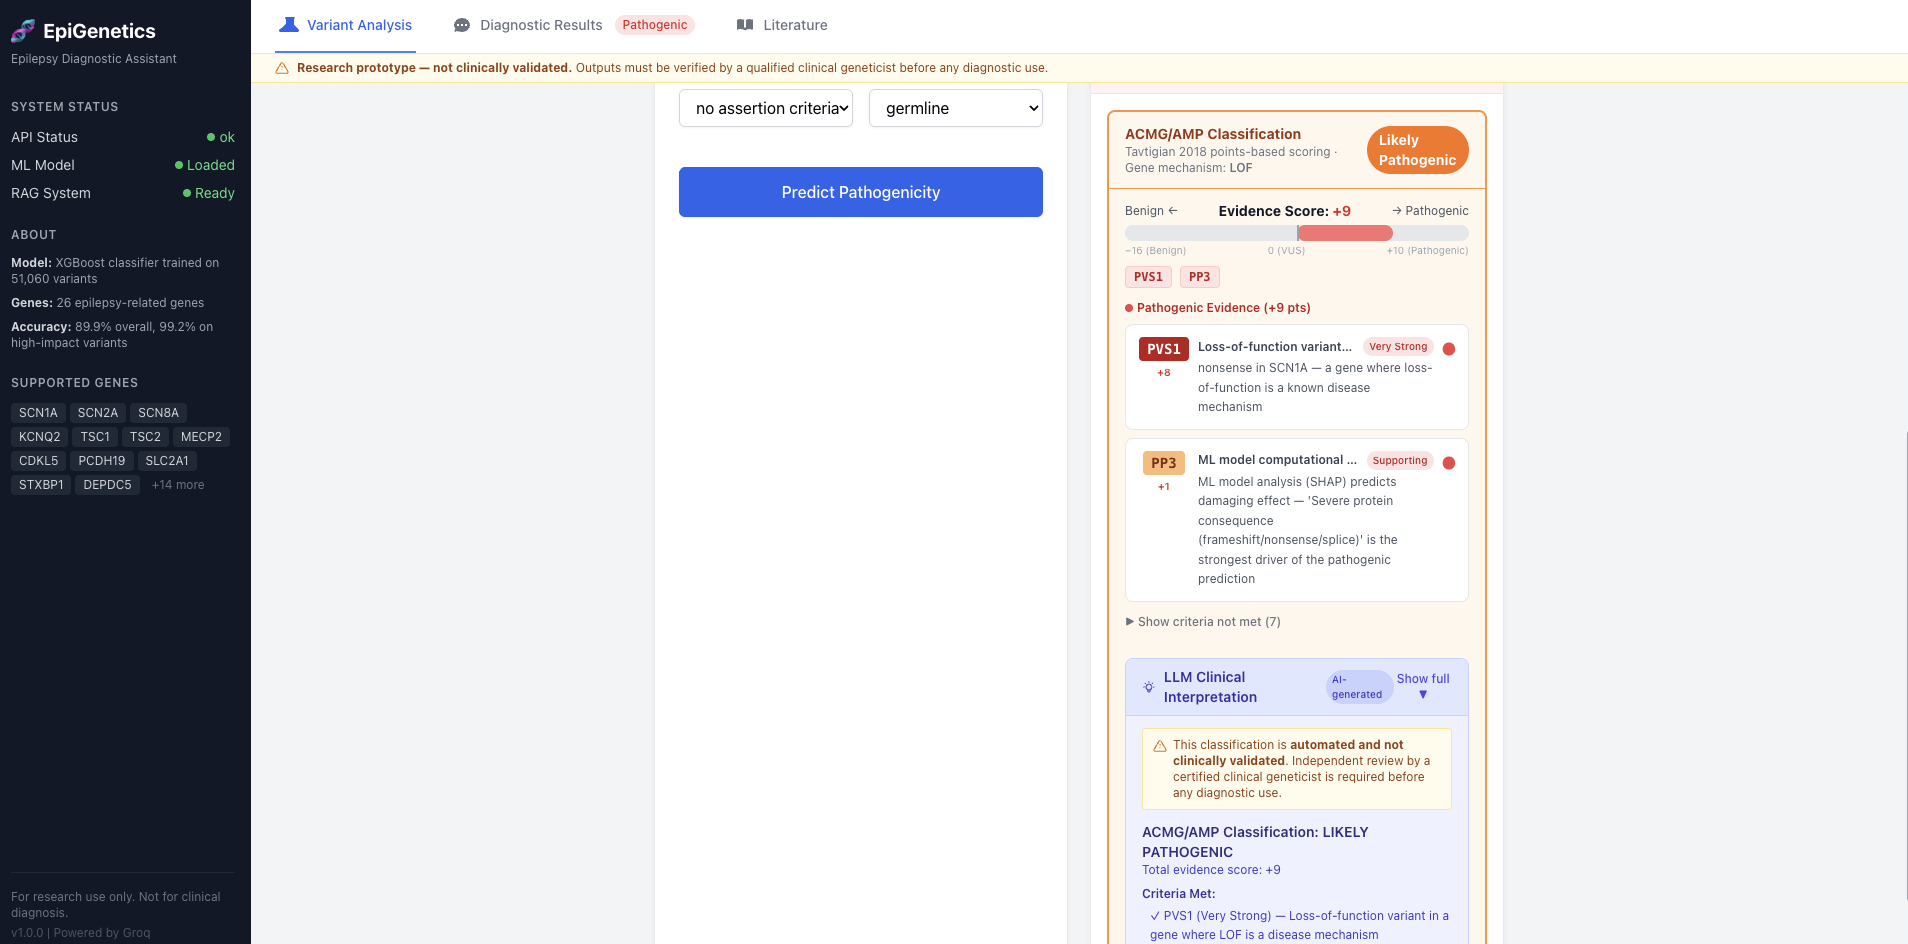 EpiGenetics
Epilepsy Diagnostic Assistant
SYSTEM STATUS
API Status ok
ML Model Loaded
RAG System Ready
ABOUT
Model: XGBoost classifier trained on
51,060 variants
Genes: 26 epilepsy-related genes
Accuracy: 89.9% overall, 99.2% on
high-impact variants
SUPPORTED GENES
SCN1A SCN2A SCN8A
KCNQ2 TSC1 TSC2 MECP2
CDKL5 PCDH19 SLC2A1
STXBP1 DEPDC5 +14 more
For research use only. Not for clinical
diagnosis.
v1.0.0 | Powered by Groq
Variant Analysis Diagnostic Results Pathogenic Literature
Research prototype — not clinically validated. Outputs must be verified by a qualified clinical geneticist before any diagnostic use.
no assertion criteria germline
Predict Pathogenicity
ACMG/AMP Classification
Tavtigian 2018 points-based scoring ·
Gene mechanism: LOF
Likely
Pathogenic
Benign ← Evidence Score: +9 → Pathogenic
−16 (Benign) 0 (VUS) +10 (Pathogenic)
PVS1 PP3
Pathogenic Evidence (+9 pts)
PVS1 Loss-of-function variant... Very Strong
+8
nonsense in SCN1A — a gene where loss-
of-function is a known disease
mechanism
PP3 ML model computational ... Supporting
+1
ML model analysis (SHAP) predicts
damaging effect — 'Severe protein
consequence
(frameshift/nonsense/splice)' is the
strongest driver of the pathogenic
prediction
▶ Show criteria not met (7)
LLM Clinical
Interpretation
AI-
generated
Show full
▼
This classification is automated and not
clinically validated. Independent review by a
certified clinical geneticist is required before
any diagnostic use.
ACMG/AMP Classification: LIKELY
PATHOGENIC
Total evidence score: +9
Criteria Met:
✓ PVS1 (Very Strong) — Loss-of-function variant in a
gene where LOF is a disease mechanism